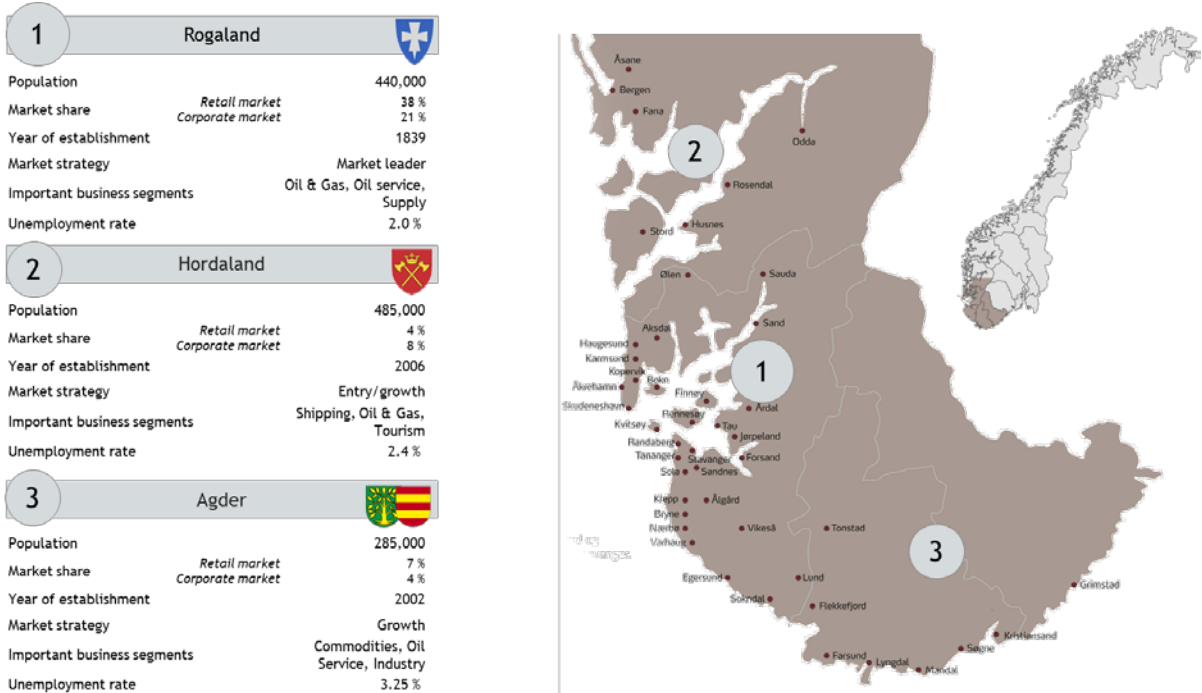 1
Rogaland
Population 440,000
Market share Retail market 38 %
Corporate market 21 %
Year of establishment 1839
Market strategy Market leader
Important business segments Oil & Gas, Oil service,
Supply
Unemployment rate 2.0 %
2
Hordaland
Population 485,000
Market share Retail market 4 %
Corporate market 8 %
Year of establishment 2006
Market strategy Entry/growth
Important business segments Shipping, Oil & Gas,
Tourism
Unemployment rate 2.4 %
3
Agder
Population 285,000
Market share Retail market 7 %
Corporate market 4 %
Year of establishment 2002
Market strategy Growth
Important business segments Commodities, Oil
Service, Industry
Unemployment rate 3.25 %
Åsane
Bergen
Fana
Odda
2
Rosendal
Husnes
Stord
Ølen
Sauda
Sand
Aksdal
Haugesund
Karmsund
Kopervik
Bokn
Åkrehamn
1
Finnøy
Skudeneshavn
Årdal
Rennesøy
Kvitsøy
Tau
Jørpeland
Randaberg
Stavanger
Tananger
Forsand
Sola
Sandnes
Klepp
Ålgård
Bryne
Nærbø
Vikeså
Tonstad
Varhaug
3
Egersund
Lund
Grimstad
Sokndal
Flekkefjord
Kristiansand
Søgne
Farsund
Lyngdal
Mandal